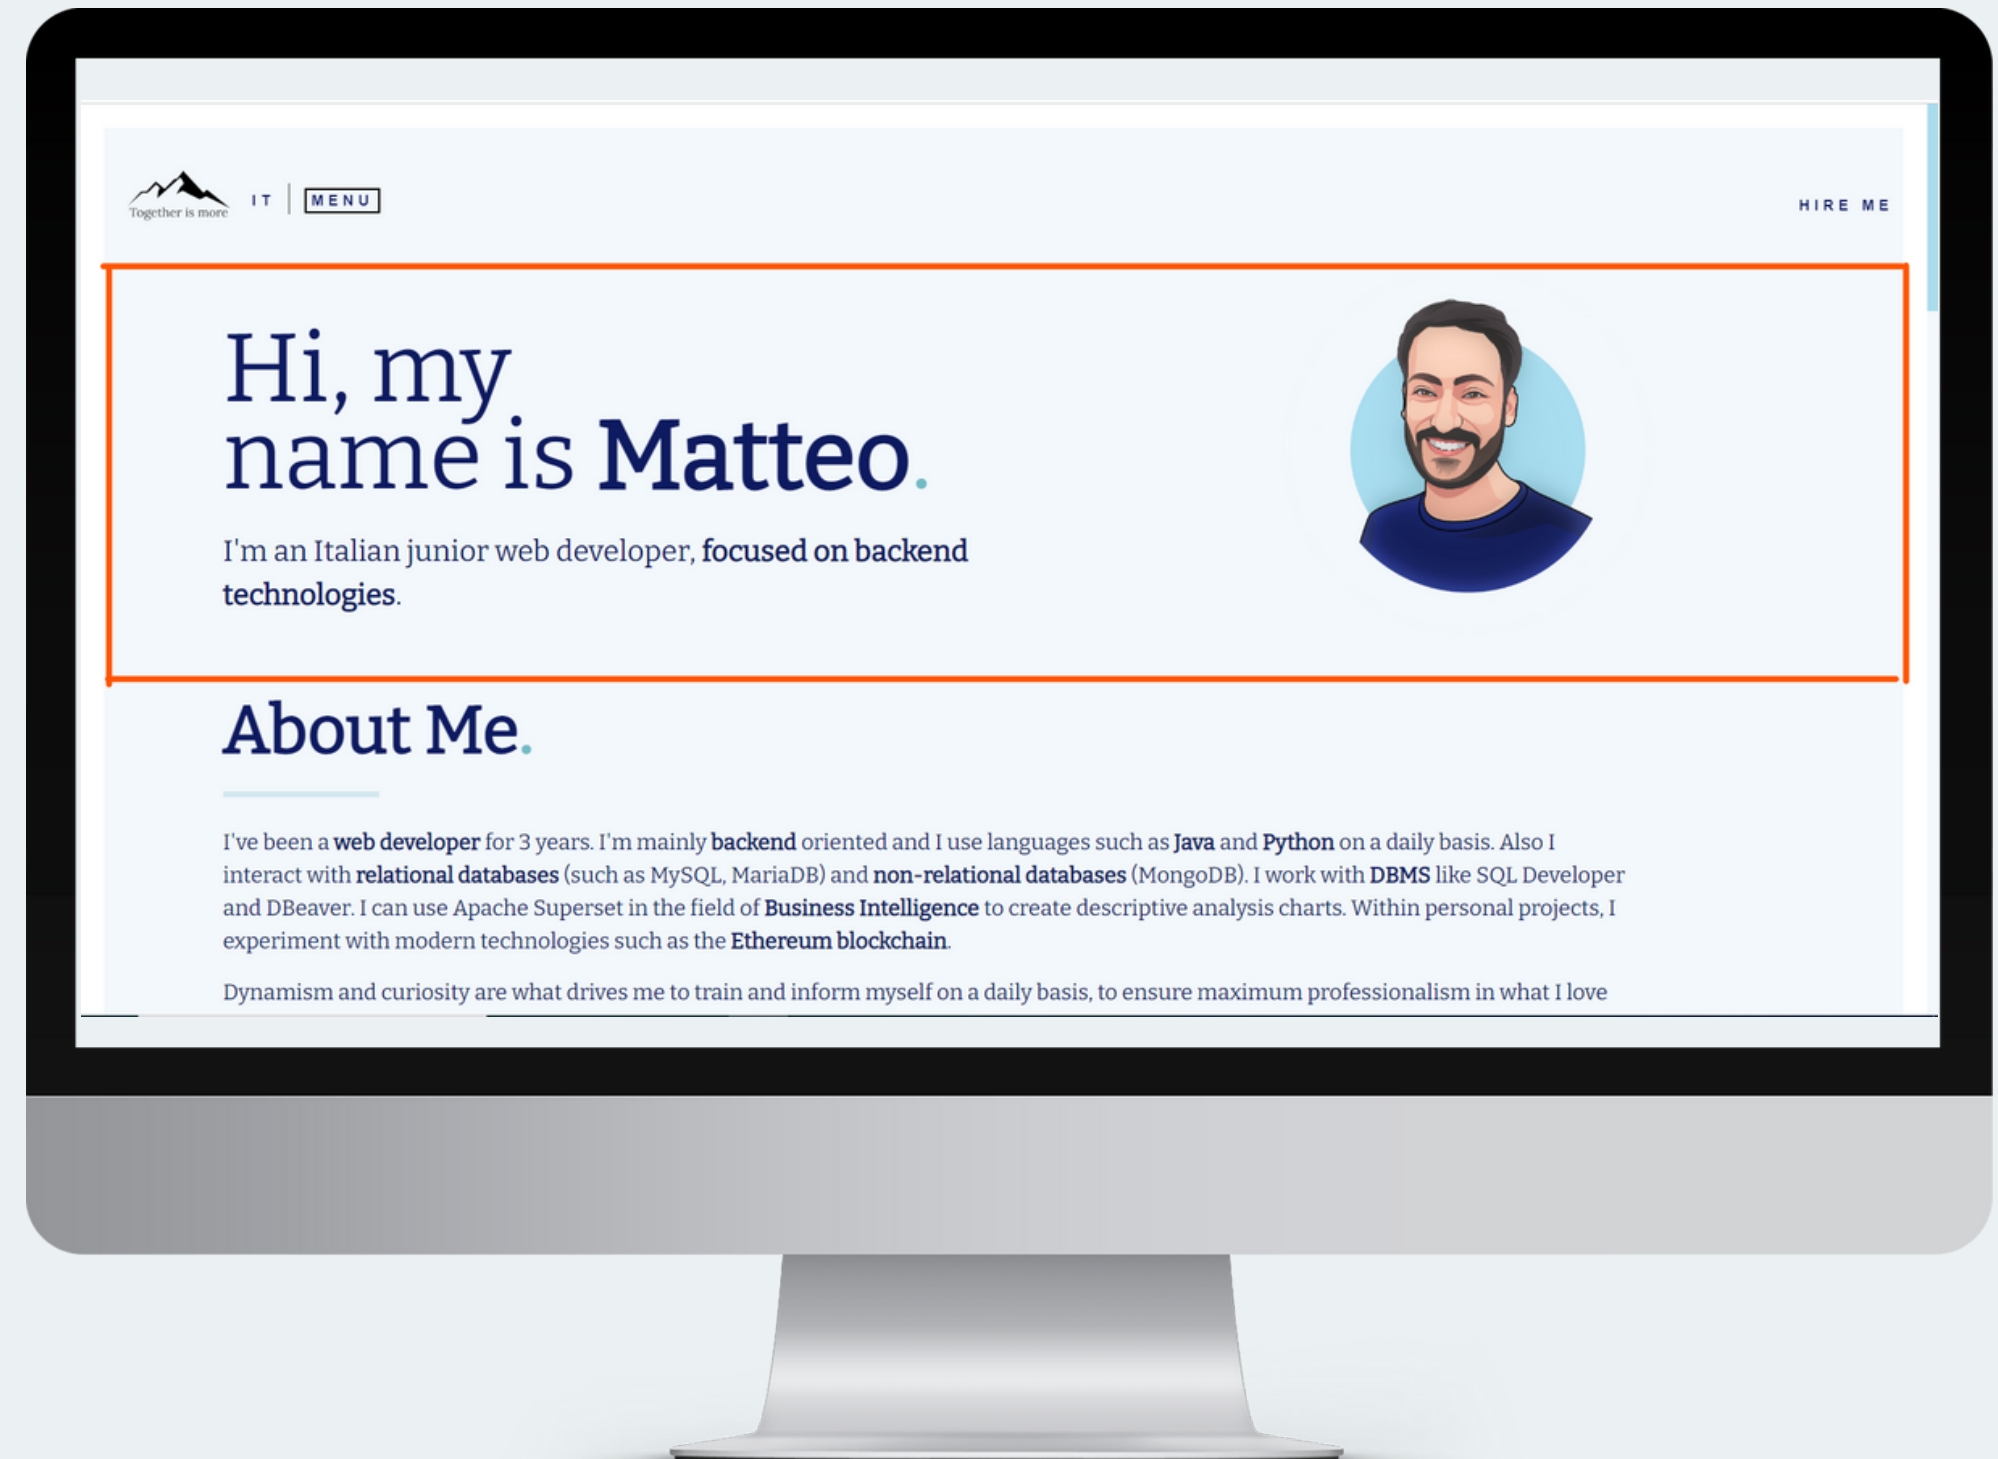 Together is more
IT
MENU
HIRE ME
Hi, my
name is Matteo.
I'm an Italian junior web developer, focused on backend
technologies.
About Me.
I've been a web developer for 3 years. I'm mainly backend oriented and I use languages such as Java and Python on a daily basis. Also I
interact with relational databases (such as MySQL, MariaDB) and non-relational databases (MongoDB). I work with DBMS like SQL Developer
and DBeaver. I can use Apache Superset in the field of Business Intelligence to create descriptive analysis charts. Within personal projects, I
experiment with modern technologies such as the Ethereum blockchain.
Dynamism and curiosity are what drives me to train and inform myself on a daily basis, to ensure maximum professionalism in what I love